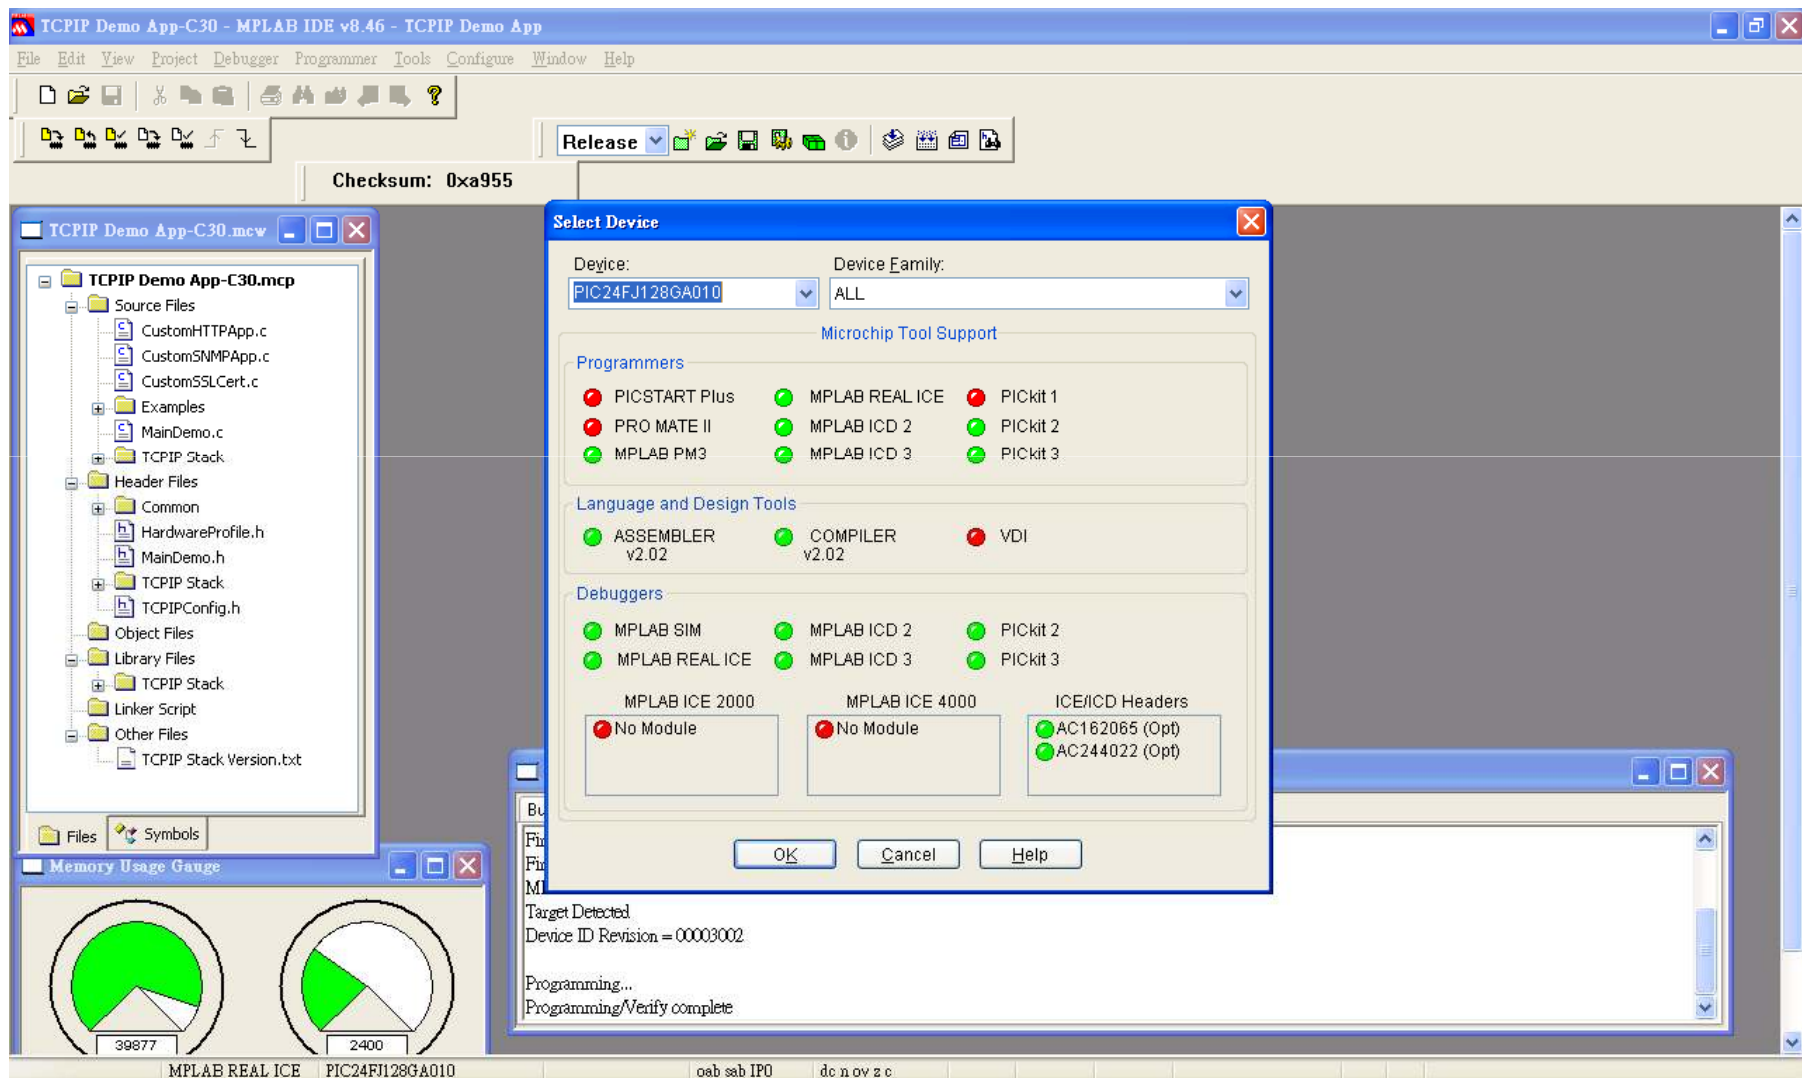 TCPIP Demo App-C30 - MPLAB IDE v8.46 - TCPIP Demo App
File Edit View Project Debugger Programmer Tools Configure Window Help
Release
Checksum: 0xa955
TCPIP Demo App-C30.mcw
TCPIP Demo App-C30.mcp
Source Files
CustomHTTPApp.c
CustomSNMPApp.c
CustomSSLCert.c
Examples
MainDemo.c
TCPIP Stack
Header Files
Common
HardwareProfile.h
MainDemo.h
TCPIP Stack
TCPIPConfig.h
Object Files
Library Files
TCPIP Stack
Linker Script
Other Files
TCPIP Stack Version.txt
Files Symbols
Memory Usage Gauge
39877 2400
Select Device
Device: Device Family:
PIC24FJ128GA010 ALL
Microchip Tool Support
Programmers
PICSTART Plus MPLAB REAL ICE PICkit 1
PRO MATE II MPLAB ICD 2 PICkit 2
MPLAB PM3 MPLAB ICD 3 PICkit 3
Language and Design Tools
ASSEMBLER COMPILER VDI
v2.02 v2.02
Debuggers
MPLAB SIM MPLAB ICD 2 PICkit 2
MPLAB REAL ICE MPLAB ICD 3 PICkit 3
MPLAB ICE 2000 MPLAB ICE 4000 ICE/ICD Headers
No Module No Module AC162065 (Opt)
AC244022 (Opt)
OK Cancel Help
Target Detected
Device ID Revision = 00003002
Programming...
Programming/Verify complete
MPLAB REAL ICE PIC24FJ128GA010 oab sab IP0 dc n ov z c